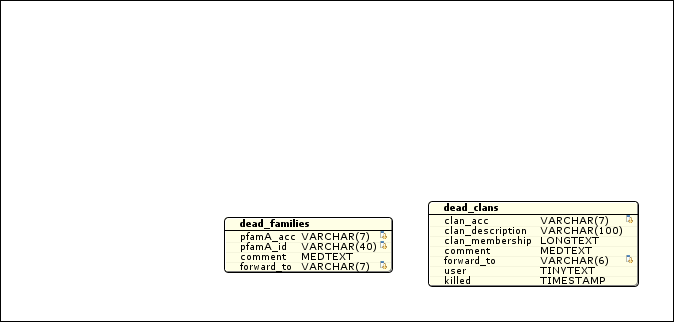 dead_families
pfamA_acc VARCHAR(7)
pfamA_id VARCHAR(40)
comment MEDTEXT
forward_to VARCHAR(7)
dead_clans
clan_acc VARCHAR(7)
clan_description VARCHAR(100)
clan_membership LONGTEXT
comment MEDTEXT
forward_to VARCHAR(6)
user TINYTEXT
killed TIMESTAMP